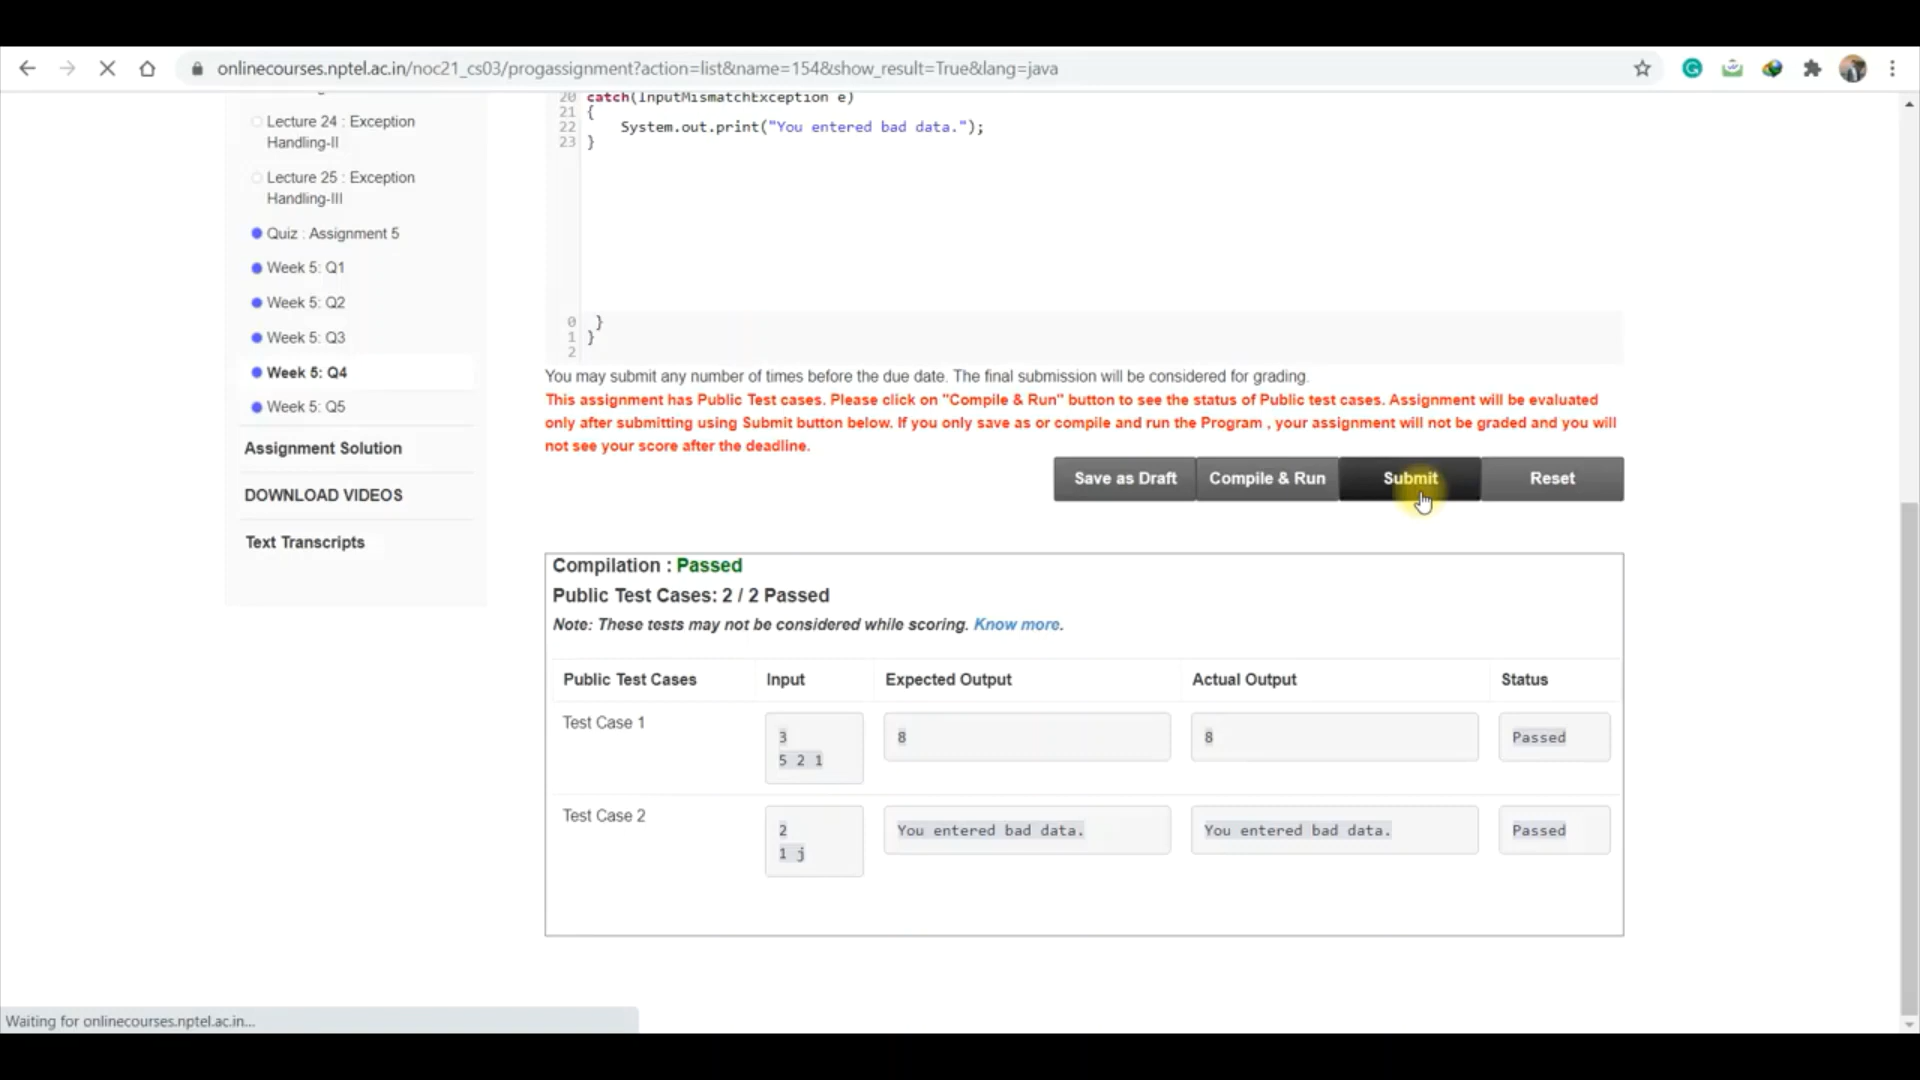 onlinecourses.nptel.ac.in/noc21_cs03/progassignment?action=list&name=154&show_result=True&lang=java
Lecture 24 : Exception
Handling-II
Lecture 25 : Exception
Handling-III
Quiz : Assignment 5
Week 5: Q1
Week 5: Q2
Week 5: Q3
Week 5: Q4
Week 5: Q5
Assignment Solution
DOWNLOAD VIDEOS
Text Transcripts
20 catch(InputMismatchException e)
21 {
22 System.out.print("You entered bad data.");
23 }
0 }
1 }
2
You may submit any number of times before the due date. The final submission will be considered for grading.
This assignment has Public Test cases. Please click on "Compile & Run" button to see the status of Public test cases. Assignment will be evaluated
only after submitting using Submit button below. If you only save as or compile and run the Program , your assignment will not be graded and you will
not see your score after the deadline.
Save as Draft Compile & Run Submit Reset
Compilation : Passed
Public Test Cases: 2 / 2 Passed
Note: These tests may not be considered while scoring. Know more.
Public Test Cases Input Expected Output Actual Output Status
Test Case 1 3 8 8 Passed
5 2 1
Test Case 2 2 You entered bad data. You entered bad data. Passed
1 j
Waiting for onlinecourses.nptel.ac.in...